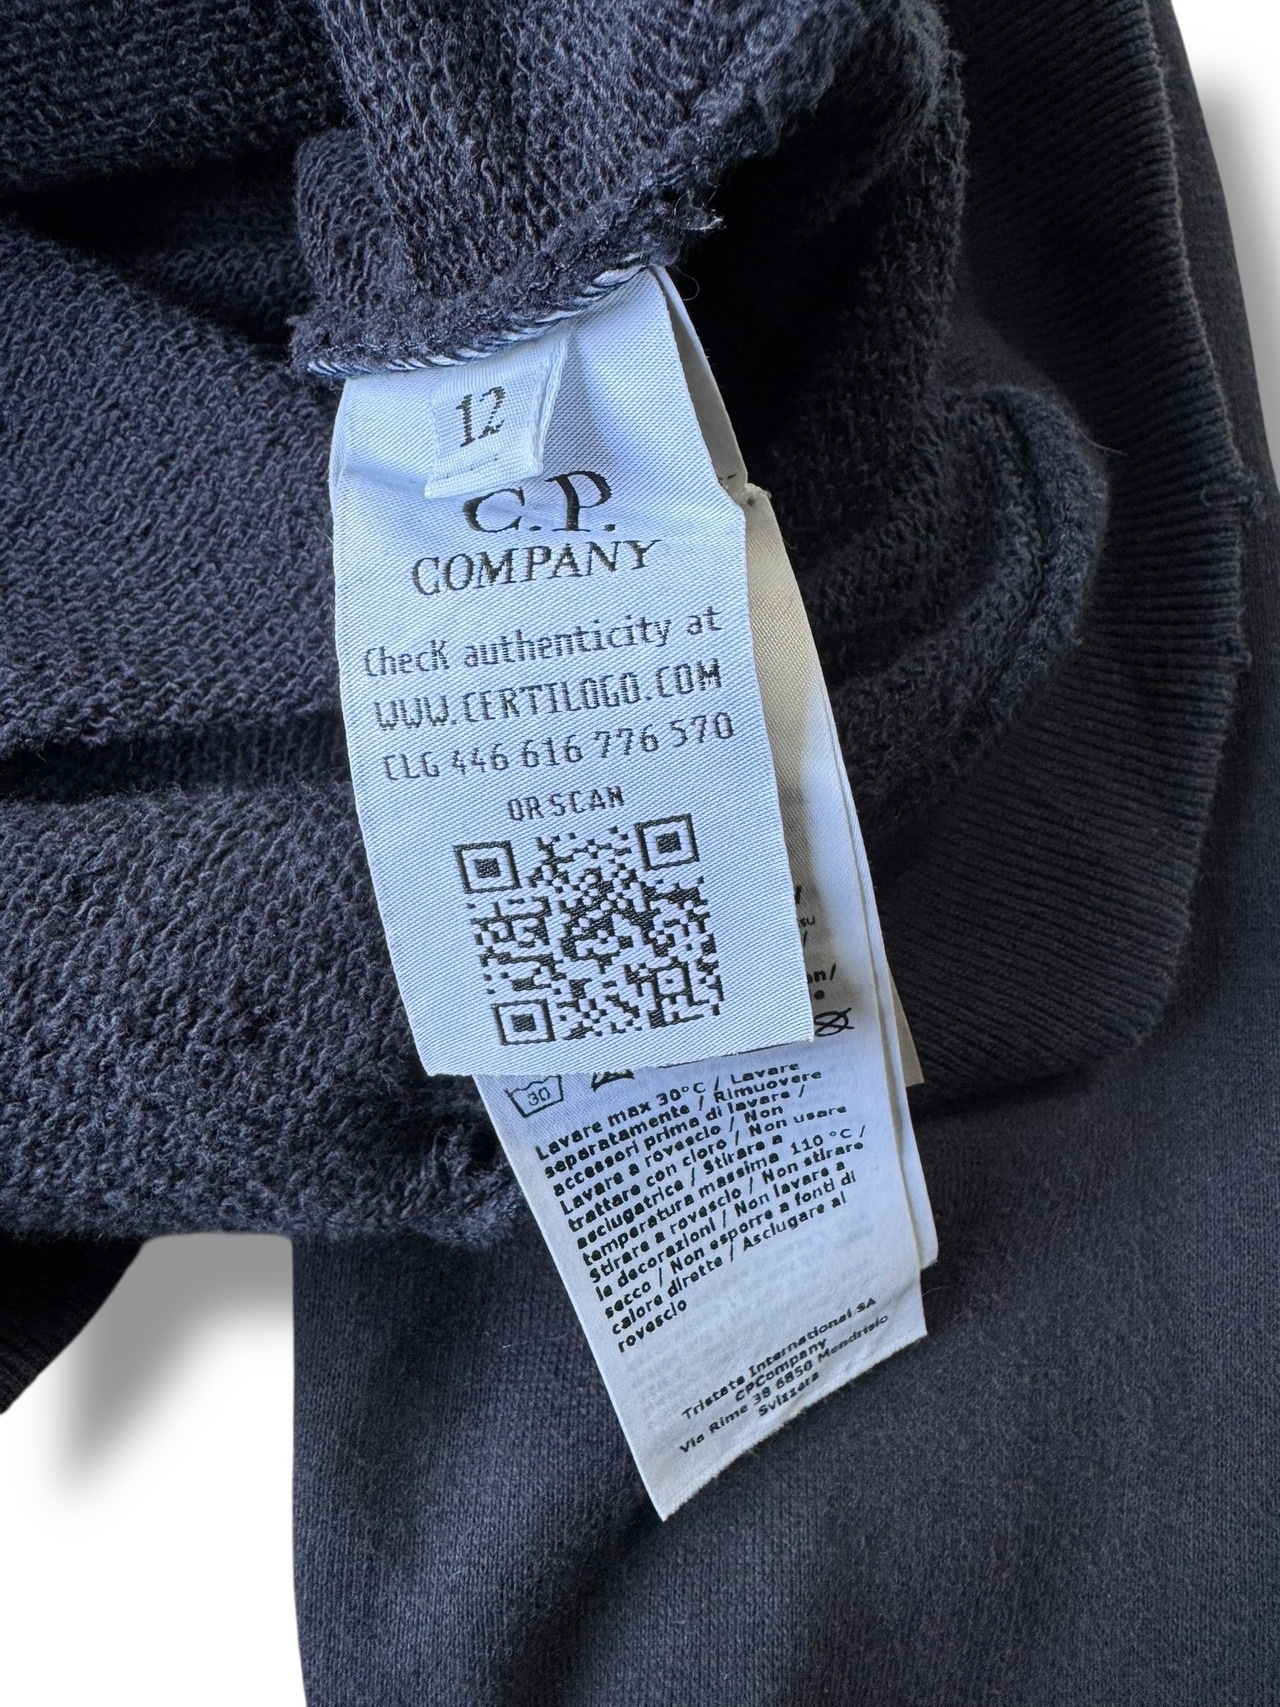 12
C.P.
COMPANY
Check authenticity at
WWW.CERTILOGO.COM
CLG 446 616 776 570
QR SCAN
su
on/
e
30
Lavare max 30°C / Lavare
separatamente / Rimuovere
accessori prima di lavare /
Lavare a rovescio / Non
trattare con cloro / Non usare
asciugatrice / Stirare a
temperatura massima 110 °C /
Stirare a rovescio / Non stirare
le decorazioni / Non lavare a
secco / Non esporre a fonti di
calore dirette / Asciugare al
rovescio
Tristate International SA
CPCompany
Via Rime 38 6850 Mendrisio
Svizzera